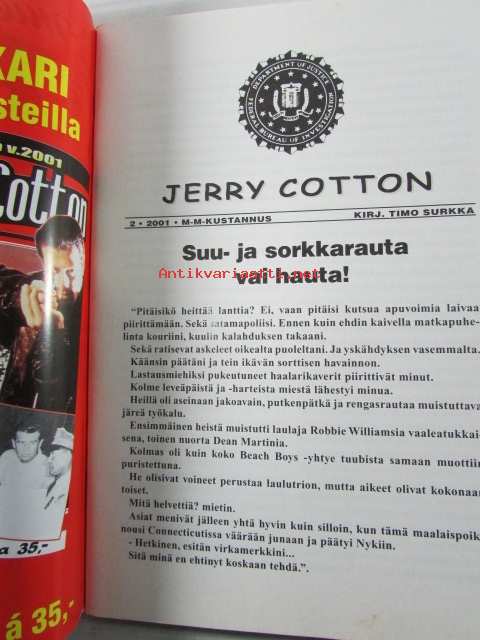 KARI
steilla
v.2001
Cotton
a 35,-
á 35,-
DEPARTMENT OF JUSTICE
FEDERAL BUREAU OF INVESTIGATION
JERRY COTTON
2 • 2001 • M-M-KUSTANNUS KIRJ. TIMO SURKKA
Suu- ja sorkkarauta
vai hauta!
Antikvariaatti.net
"Pitäisikö heittää lanttia? Ei, vaan pitäisi kutsua apuvoimia laivaa
piirittämään. Sekä satamapoliisi. Ennen kuin ehdin kaivella matkapuhe-
linta kouriini, kuulin kalahduksen takaani.
Sekä ratisevat askeleet oikealta puoleltani. Ja yskähdyksen vasemmalta.
Käänsin päätäni ja tein ikävän sorttisen havainnon.
Lastausmiehiksi pukeutuneet haalarikaverit piirittivät minut.
Kolme leveäpäistä ja -harteista miestä lähestyi minua.
Heillä oli aseinaan jakoavain, putkenpätkä ja rengasrautaa muistuttava
järeä työkalu.
Ensimmäinen heistä muistutti laulaja Robbie Williamsia vaaleatukkai-
sena, toinen nuorta Dean Martinia.
Kolmas oli kuin koko Beach Boys -yhtye tuubista samaan muottiin
puristettuna.
He olisivat voineet perustaa laulutrion, mutta aikeet olivat kokonaan
toiset.
Mitä helvettiä? mietin.
Asiat menivät jälleen yhtä hyvin kuin silloin, kun tämä maalaispoik
nousi Connecticutissa väärään junaan ja päätyi Nykiin.
- Hetkinen, esitän virkamerkkini...
Sitä minä en ehtinyt koskaan tehdä.".